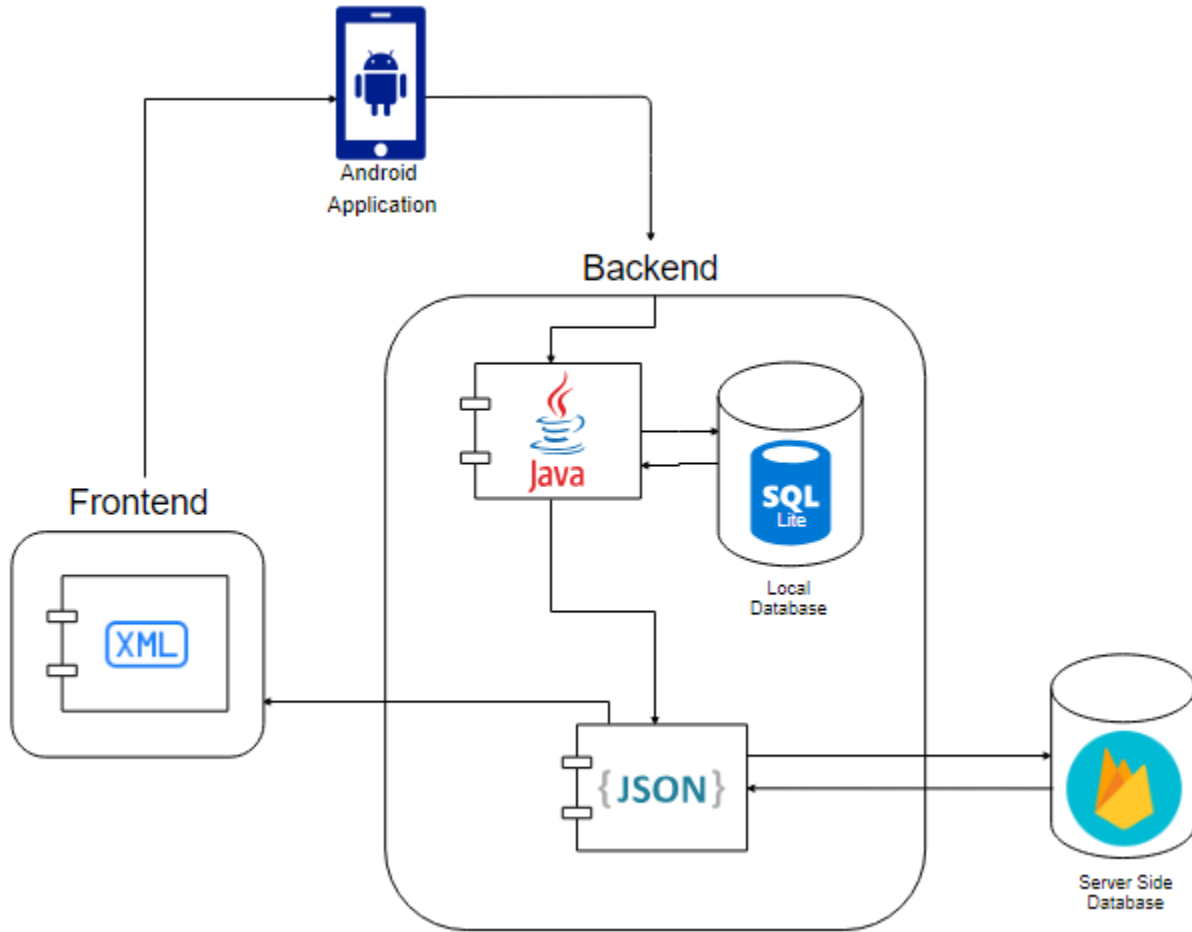 Android
Application
Backend
Java
SQL
Lite
Local
Database
Frontend
XML
{JSON}
Server Side
Database